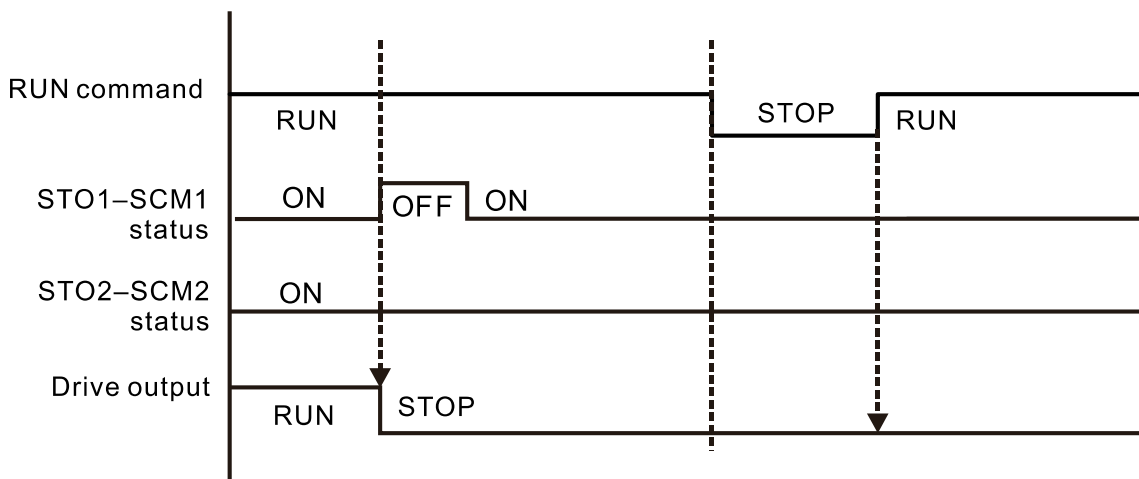 RUN command
RUN
STOP
RUN
STO1–SCM1
status
ON
OFF
ON
STO2–SCM2
status
ON
Drive output
RUN
STOP